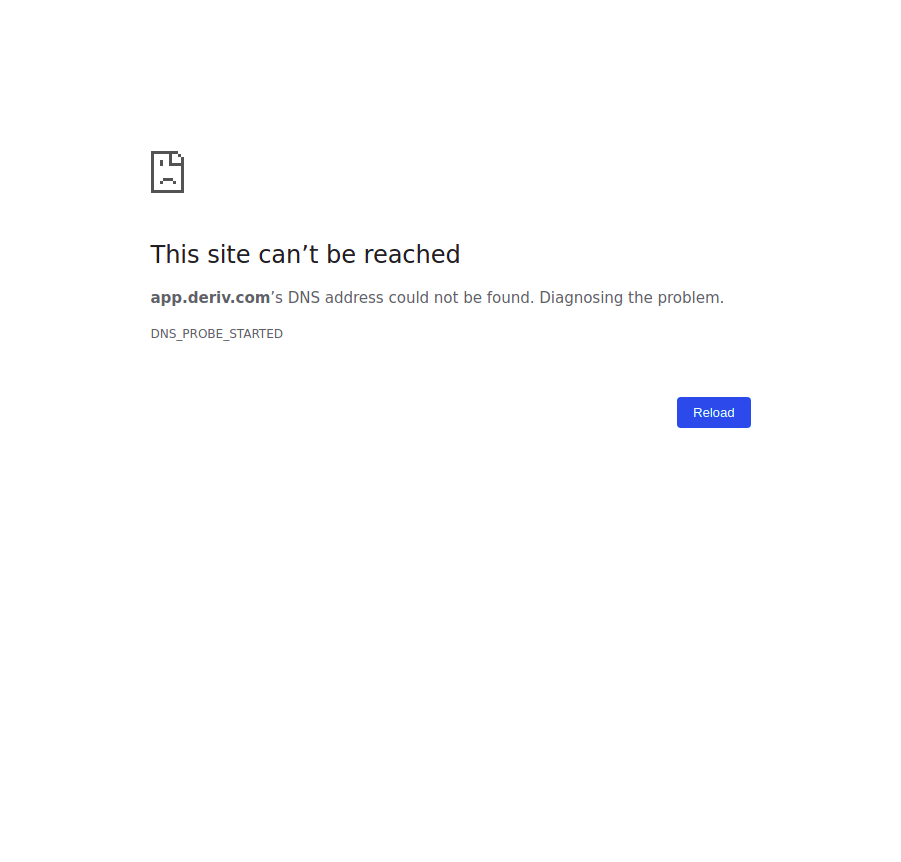 This site can’t be reached
app.deriv.com’s DNS address could not be found. Diagnosing the problem.
DNS_PROBE_STARTED
Reload